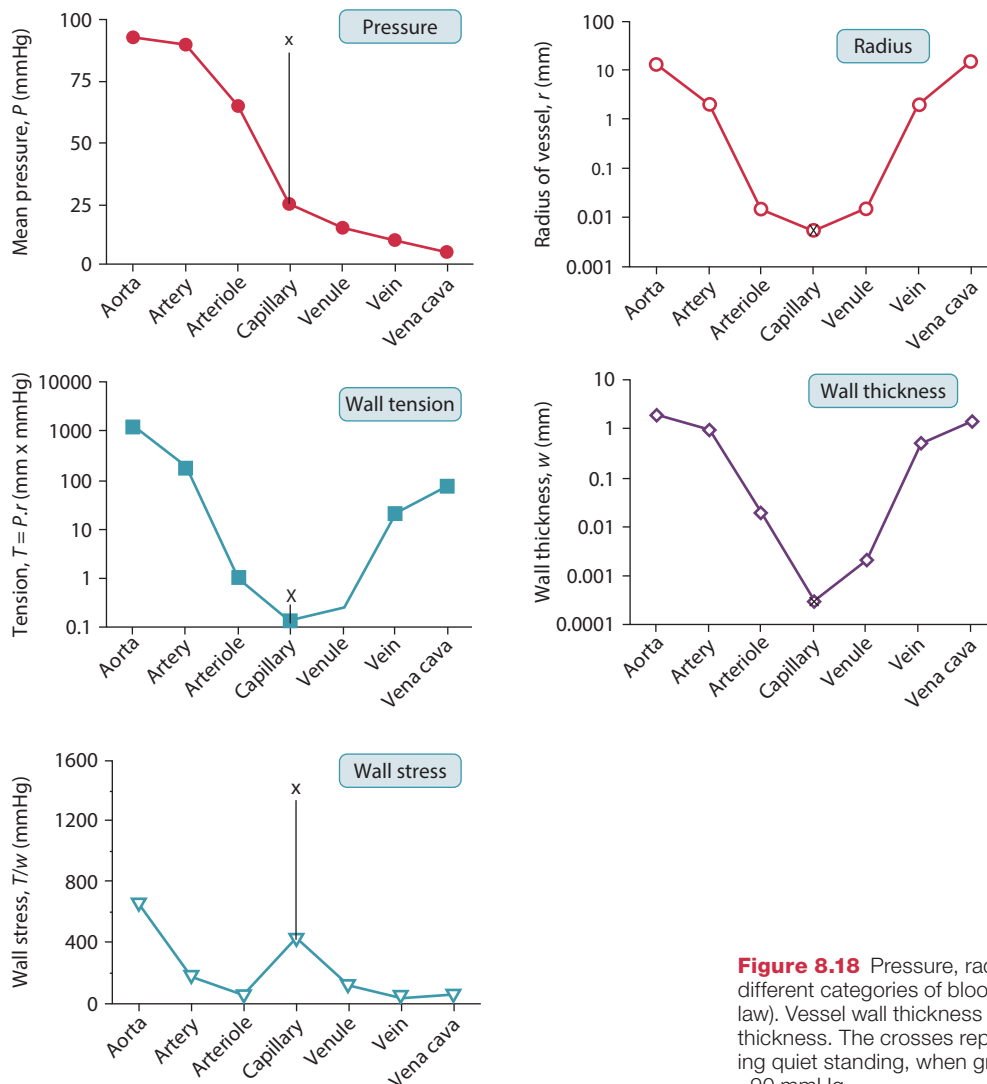 Pressure
Mean pressure, P (mmHg)
100
75
50
25
0
x
Aorta
Artery
Arteriole
Capillary
Venule
Vein
Vena cava
Radius
Radius of vessel, r (mm)
100
10
1
0.1
0.01
0.001
x
Aorta
Artery
Arteriole
Capillary
Venule
Vein
Vena cava
Wall tension
Tension, T = P.r (mm x mmHg)
10000
1000
100
10
1
0.1
X
Aorta
Artery
Arteriole
Capillary
Venule
Vein
Vena cava
Wall thickness
Wall thickness, w (mm)
10
1
0.1
0.01
0.001
0.0001
x
Aorta
Artery
Arteriole
Capillary
Venule
Vein
Vena cava
Wall stress
Wall stress, T/w (mmHg)
1600
1200
800
400
0
x
Aorta
Artery
Arteriole
Capillary
Venule
Vein
Vena cava
Figure 8.18 Pressure, rad
different categories of bloo
law). Vessel wall thickness
thickness. The crosses rep
ing quiet standing, when gr